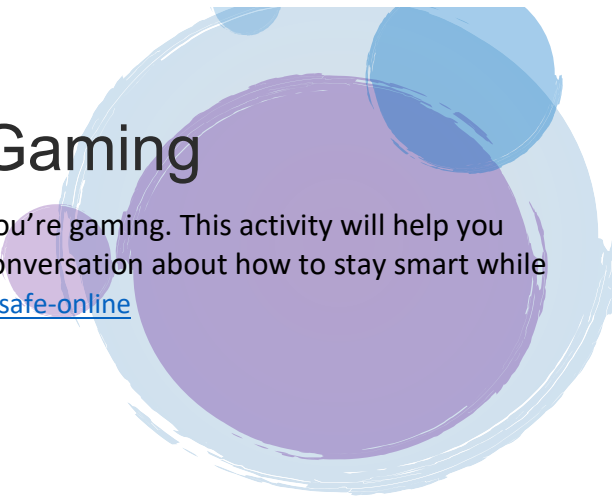 Gaming
ou're gaming. This activity will help you
onversation about how to stay smart while
safe-online